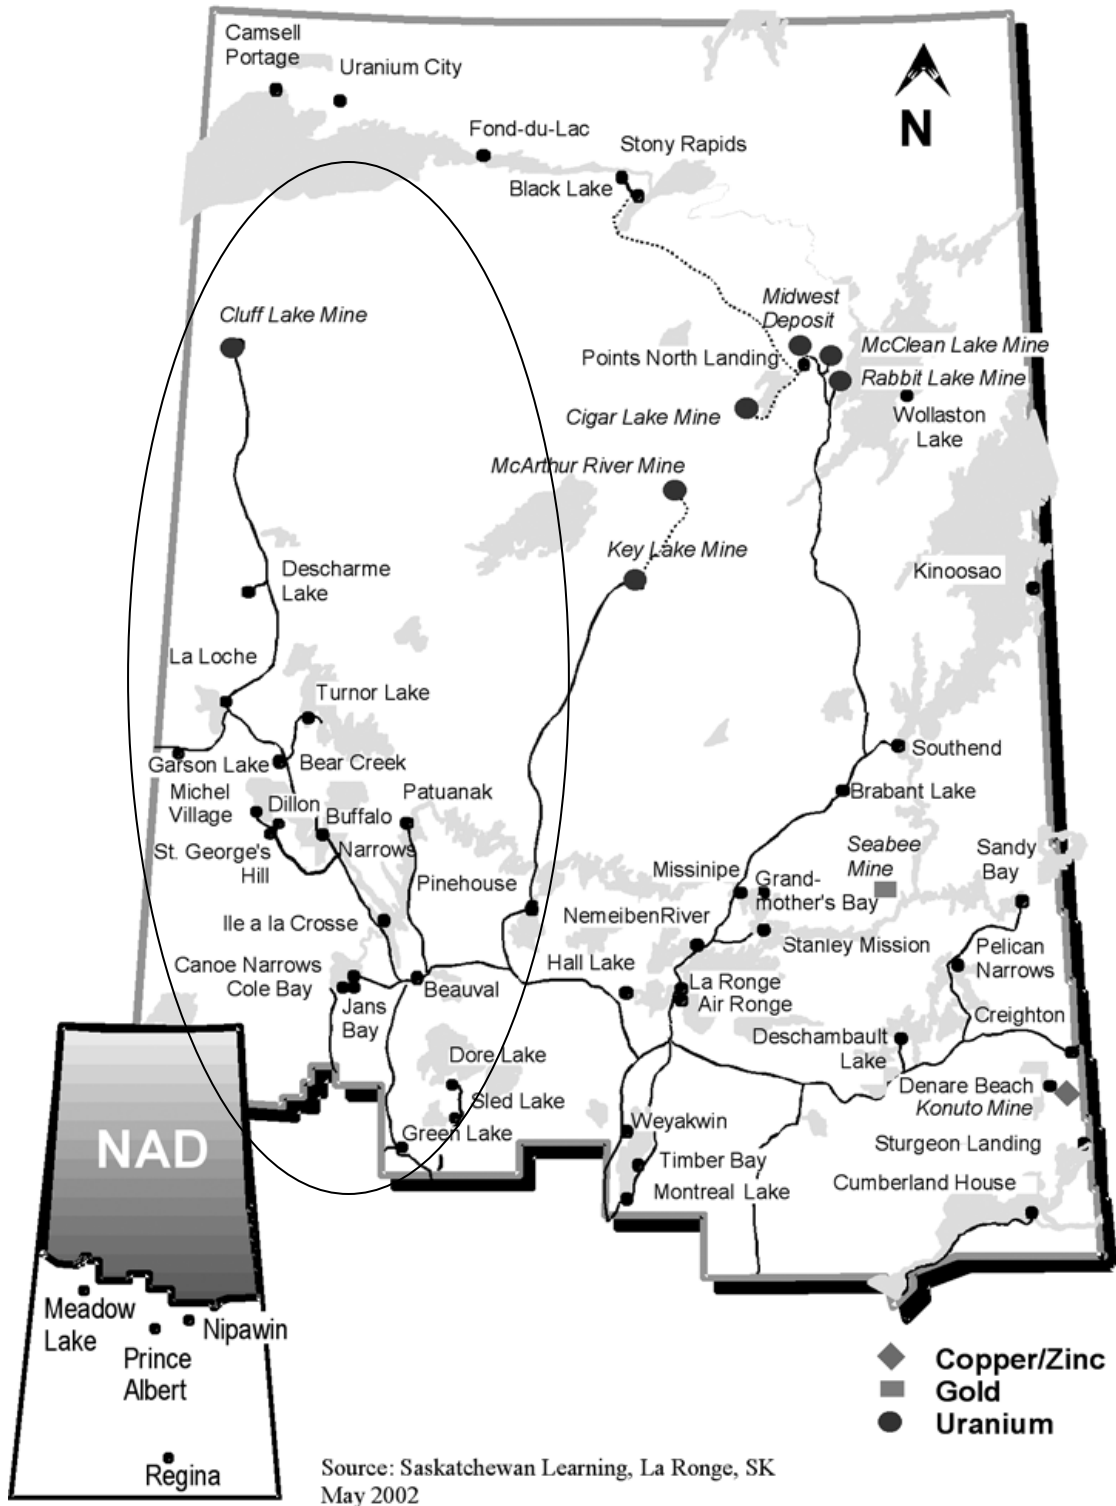 Camsell
Portage
Uranium City
Fond-du-Lac
Stony Rapids
Black Lake
N
Cluff Lake Mine
Midwest
Deposit
McClean Lake Mine
Points North Landing
Rabbit Lake Mine
Cigar Lake Mine
Wollaston
Lake
McArthur River Mine
Key Lake Mine
Descharme
Lake
Kinoosao
La Loche
Turnor Lake
Southend
Garson Lake
Bear Creek
Michel
Village
Dillon
Patuanak
Brabant Lake
Buffalo
Narrows
St. George's
Hill
Seabee
Mine
Sandy
Bay
Pinehouse
Missinipe
Grand-
mother's Bay
Ile a la Crosse
NemeibenRiver
Stanley Mission
Pelican
Narrows
Canoe Narrows
Cole Bay
Hall Lake
Jans
Bay
Beauval
La Ronge
Air Ronge
Creighton
Deschambault
Lake
Dore Lake
Denare Beach
Konuto Mine
Sled Lake
Green Lake
Weyakwin
Sturgeon Landing
Timber Bay
Montreal Lake
Cumberland House
NAD
Meadow
Lake
Nipawin
Prince
Albert
Regina
Copper/Zinc
Gold
Uranium
Source: Saskatchewan Learning, La Ronge, SK
May 2002